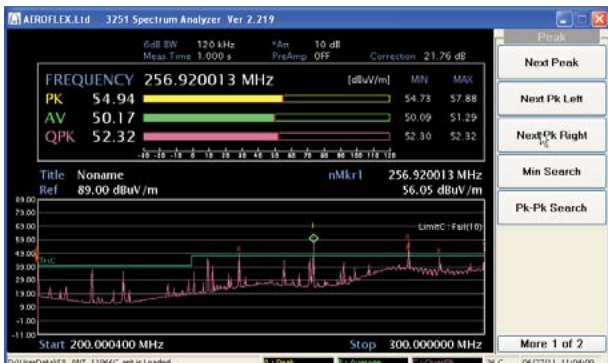 AEROFLEX.Ltd 3251 Spectrum Analyzer Ver 2.219
6dB BW 120 kHz *Att 10 dB
Meas Time 1.000 s PreAmp OFF Correction 21.76 dB
FREQUENCY 256.920013 MHz [dBuV/m] MIN MAX
PK 54.94 54.73 57.88
AV 50.17 50.09 51.29
QPK 52.32 52.30 52.32
Title Noname nMkr1 256.920013 MHz
Ref 89.00 dBuV/m 56.05 dBuV/m
89.00
79.00
69.00 LimitC : Fail(10)
59.00
49.00
39.00
29.00
19.00
9.00
-1.00
-11.00
Start 200.000400 MHz Stop 300.000000 MHz
Peak
Next Peak
Next Pk Left
Next Pk Right
Min Search
Pk-Pk Search
More 1 of 2